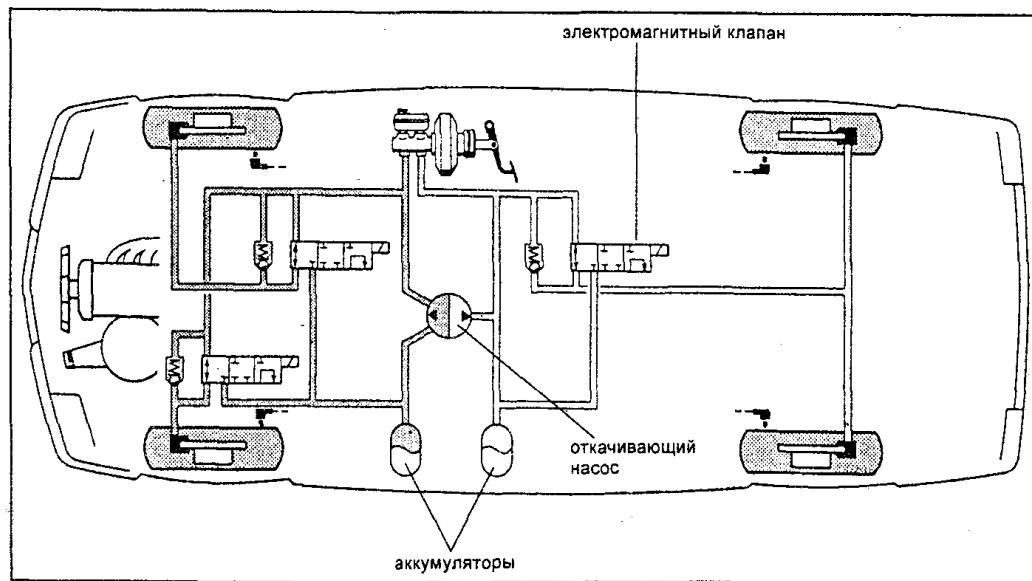 электромагнитный клапан
откачивающий
насос
аккумуляторы